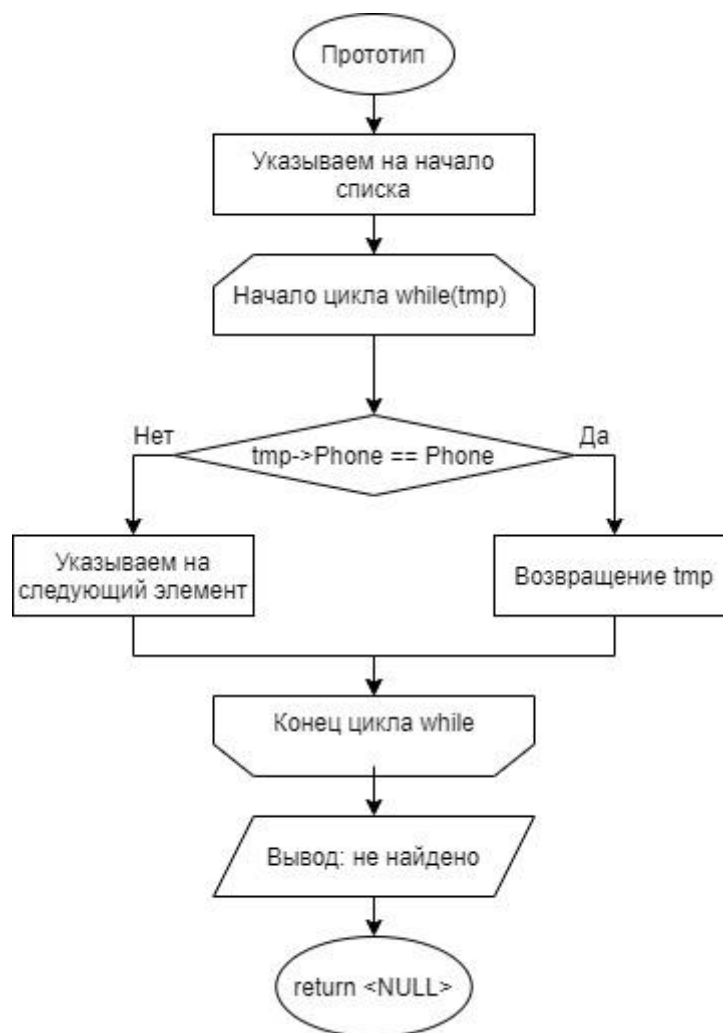 Прототип
Указываем на начало
списка
Начало цикла while(tmp)
Нет
Да
tmp->Phone == Phone
Указываем на
следующий элемент
Возвращение tmp
Конец цикла while
Вывод: не найдено
return <NULL>